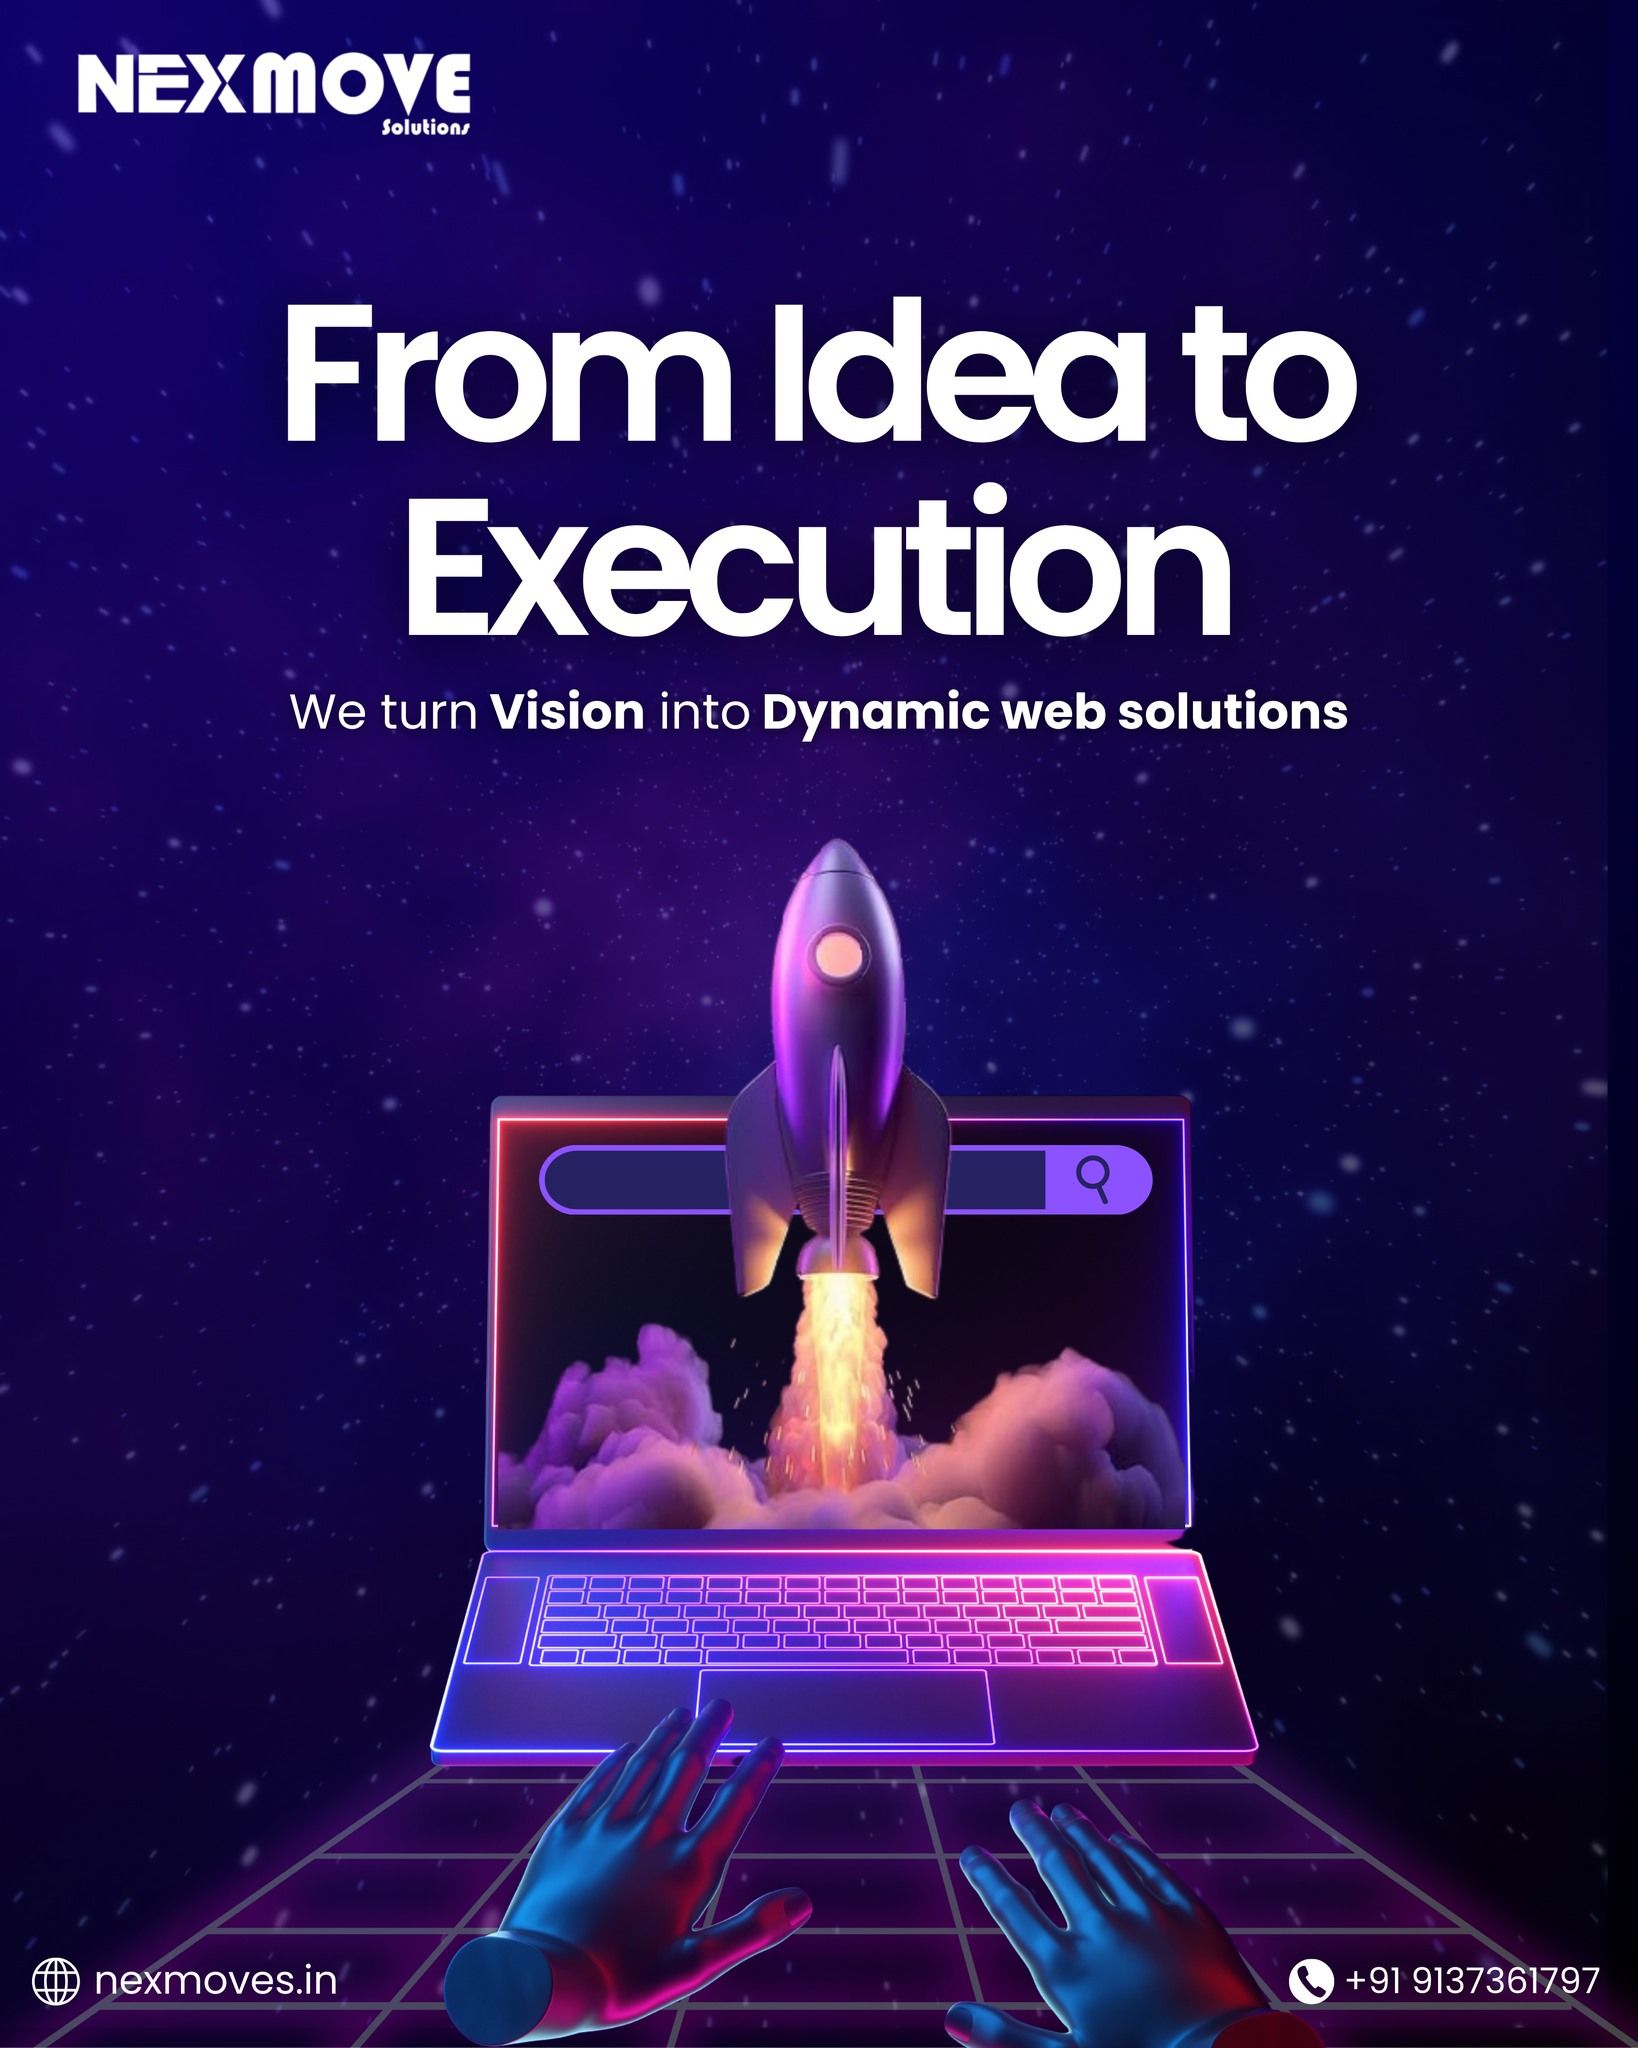 NEXMOVE
Solutions
From Idea to
Execution
We turn Vision into Dynamic web solutions
nexmoves.in
+91 9137361797